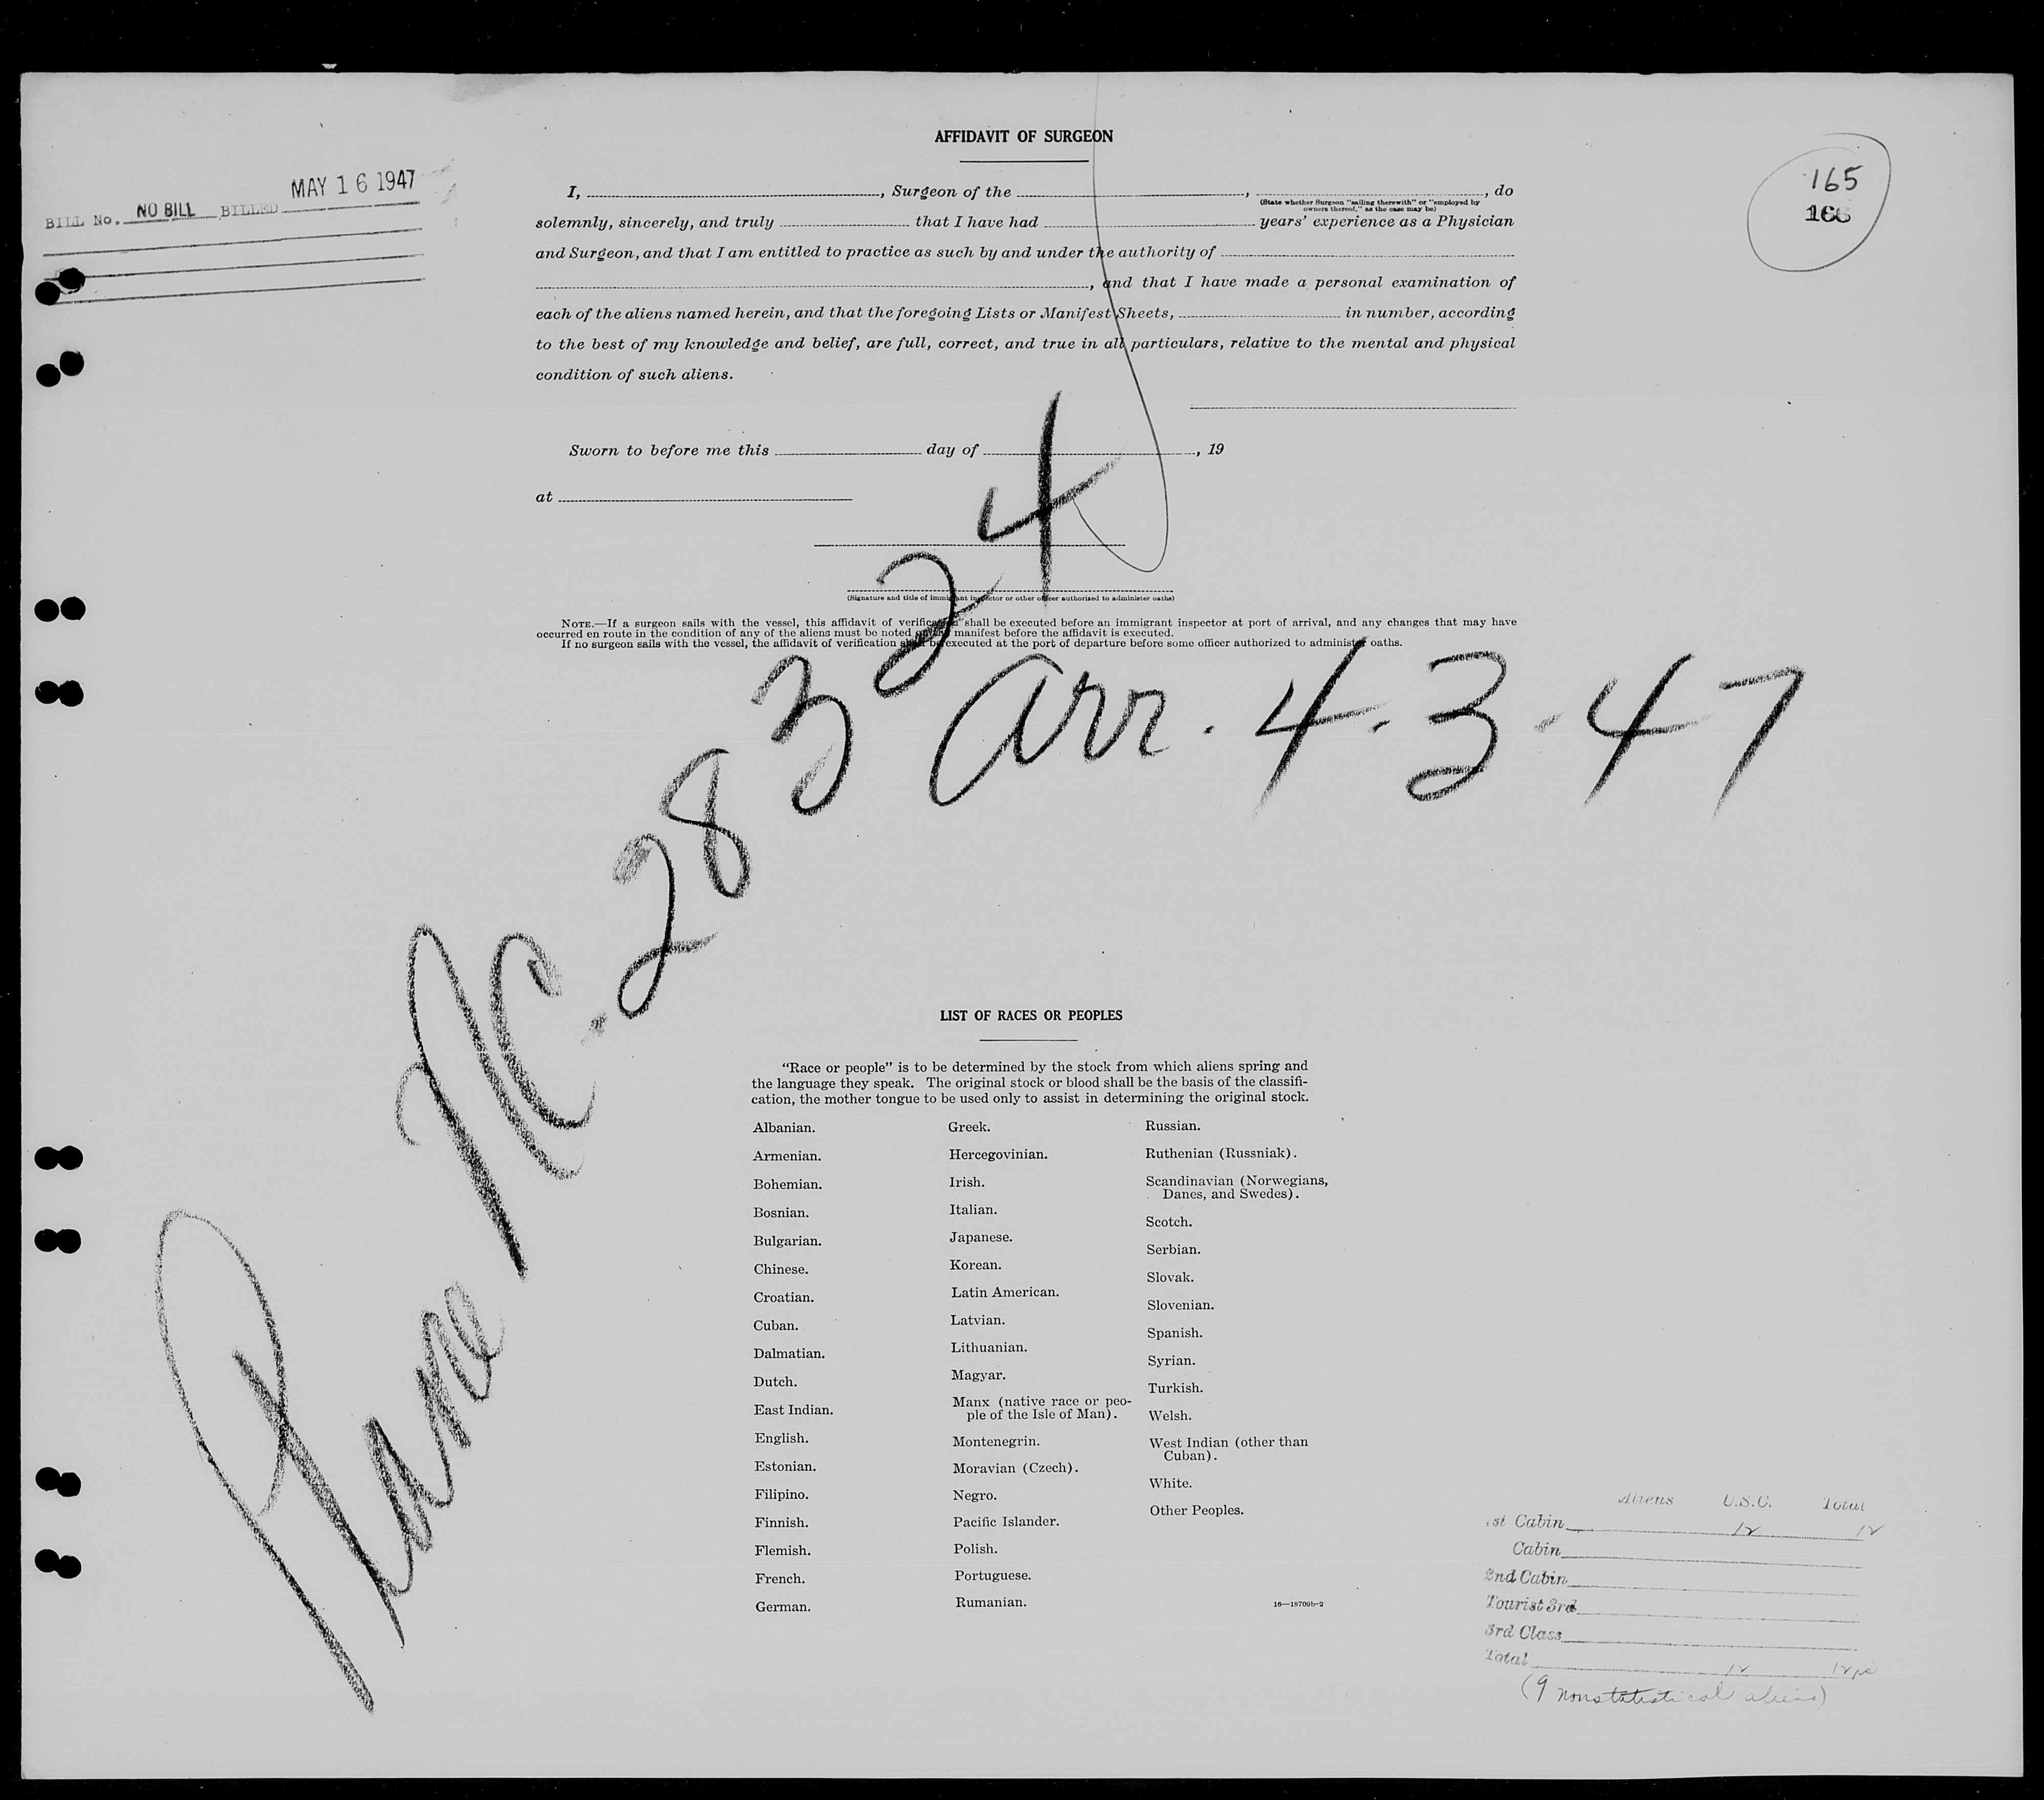 AFFIDAVIT OF SURGEON
MAY 16 1947
BILL No. NO BILL BILLED
165
166
I, , Surgeon of the , , do
(State whether Surgeon "sailing therewith" or "employed by
owners thereof," as the case may be)
solemnly, sincerely, and truly that I have had years' experience as a Physician
and Surgeon, and that I am entitled to practice as such by and under the authority of
, and that I have made a personal examination of
each of the aliens named herein, and that the foregoing Lists or Manifest Sheets, in number, according
to the best of my knowledge and belief, are full, correct, and true in all particulars, relative to the mental and physical
condition of such aliens.
Sworn to before me this day of , 19
at
(Signature and title of immigrant inspector or other officer authorized to administer oaths)
NOTE.—If a surgeon sails with the vessel, this affidavit of verification shall be executed before an immigrant inspector at port of arrival, and any changes that may have
occurred en route in the condition of any of the aliens must be noted on the manifest before the affidavit is executed.
If no surgeon sails with the vessel, the affidavit of verification shall be executed at the port of departure before some officer authorized to administer oaths.
Plane NC-28324
arr. 4.3.47
LIST OF RACES OR PEOPLES
"Race or people" is to be determined by the stock from which aliens spring and
the language they speak. The original stock or blood shall be the basis of the classifi-
cation, the mother tongue to be used only to assist in determining the original stock.
Albanian.
Armenian.
Bohemian.
Bosnian.
Bulgarian.
Chinese.
Croatian.
Cuban.
Dalmatian.
Dutch.
East Indian.
English.
Estonian.
Filipino.
Finnish.
Flemish.
French.
German.
Greek.
Hercegovinian.
Irish.
Italian.
Japanese.
Korean.
Latin American.
Latvian.
Lithuanian.
Magyar.
Manx (native race or peo-
ple of the Isle of Man).
Montenegrin.
Moravian (Czech).
Negro.
Pacific Islander.
Polish.
Portuguese.
Rumanian.
Russian.
Ruthenian (Russniak).
Scandinavian (Norwegians,
Danes, and Swedes).
Scotch.
Serbian.
Slovak.
Slovenian.
Spanish.
Syrian.
Turkish.
Welsh.
West Indian (other than
Cuban).
White.
Other Peoples.
16—18709b-2
Aliens U.S.C. Total
1st Cabin 12 12
Cabin
2nd Cabin
Tourist 3rd
3rd Class
Total 12 12
(9 nonstatistical aliens)